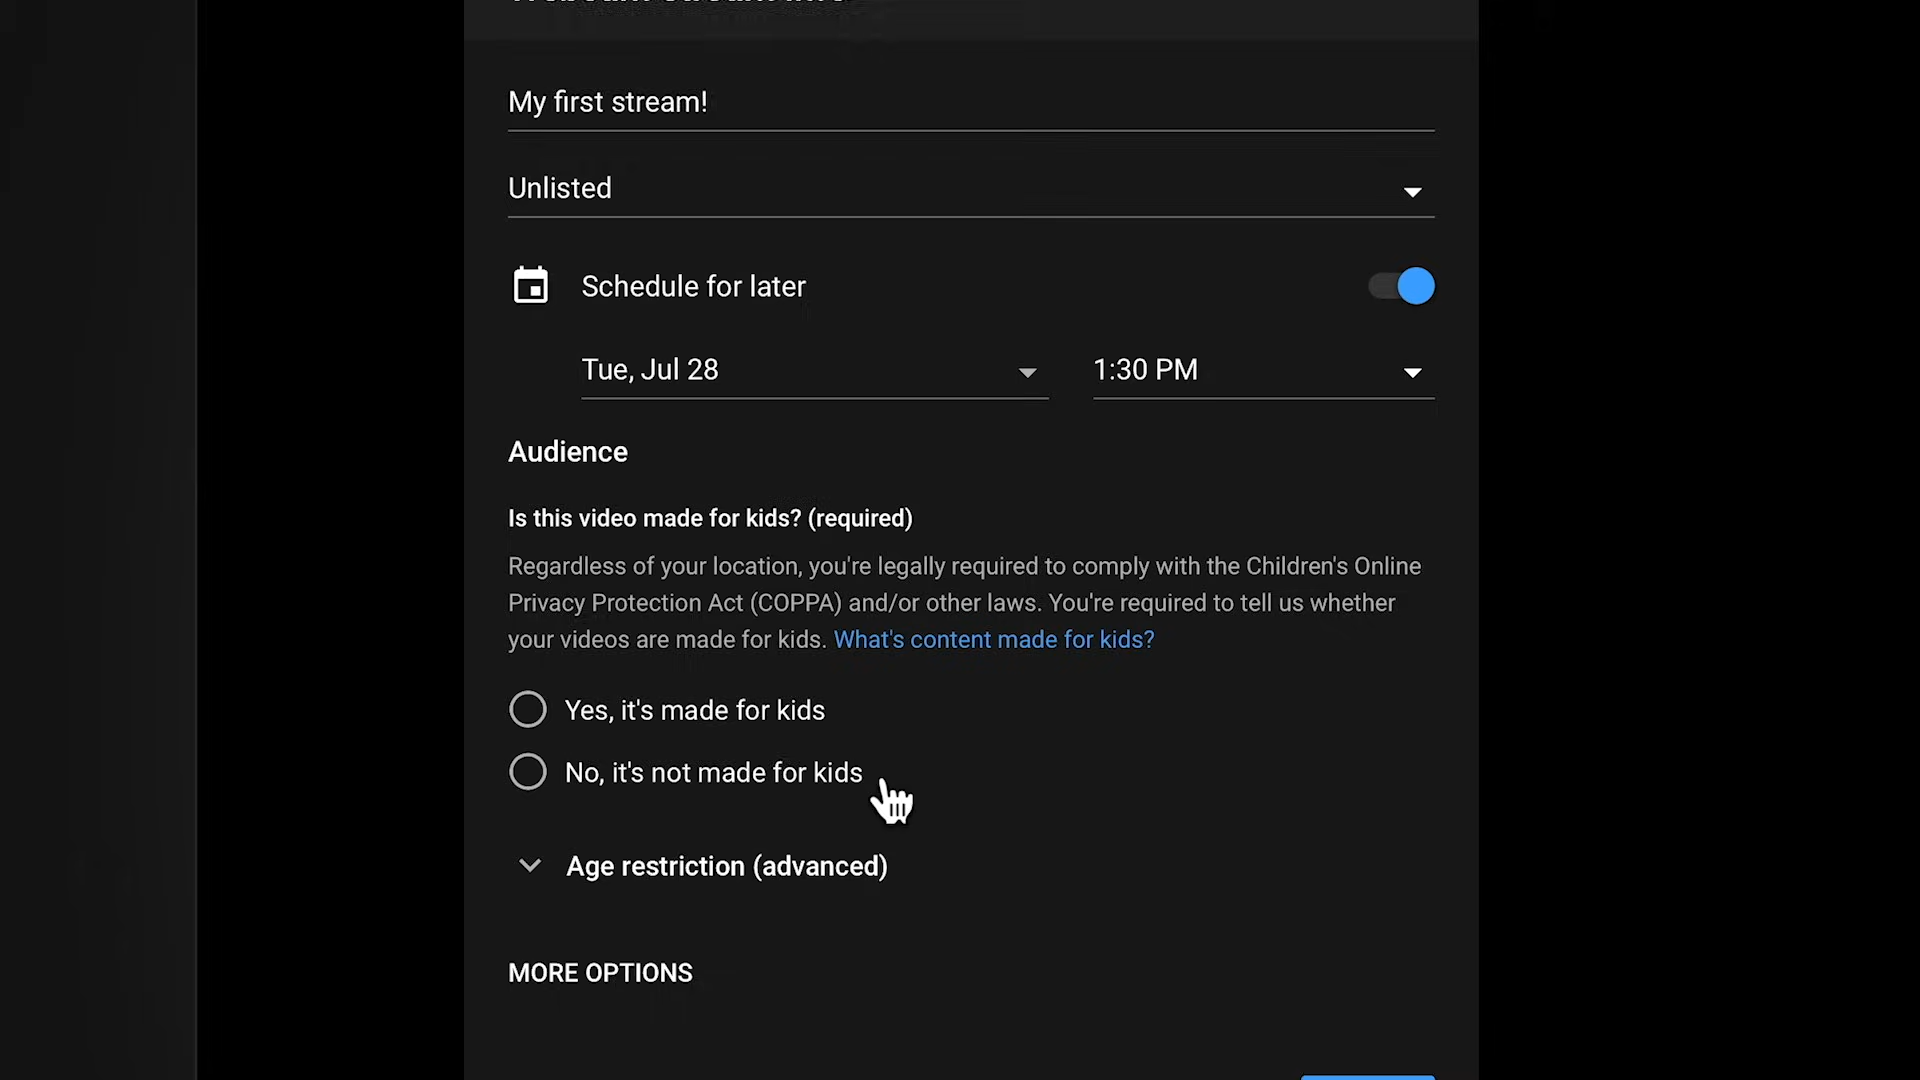 My first stream!
Unlisted
Schedule for later
Tue, Jul 28
1:30 PM
Audience
Is this video made for kids? (required)
Regardless of your location, you're legally required to comply with the Children's Online
Privacy Protection Act (COPPA) and/or other laws. You're required to tell us whether
your videos are made for kids. What's content made for kids?
Yes, it's made for kids
No, it's not made for kids
Age restriction (advanced)
MORE OPTIONS